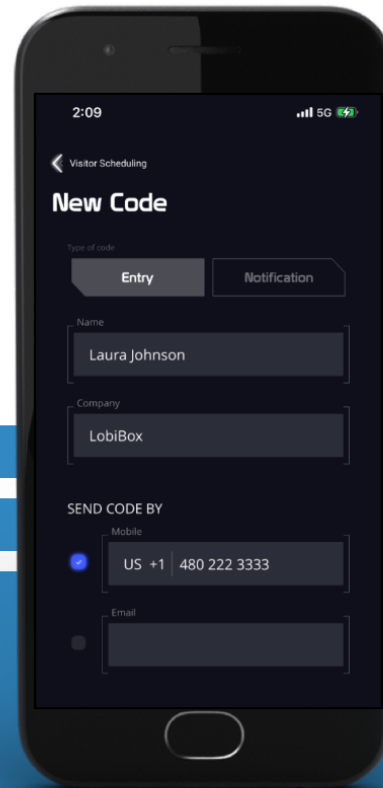 2:09 5G
Visitor Scheduling
New Code
Type of code
Entry Notification
Name
Laura Johnson
Company
LobiBox
SEND CODE BY
Mobile
US +1 480 222 3333
Email